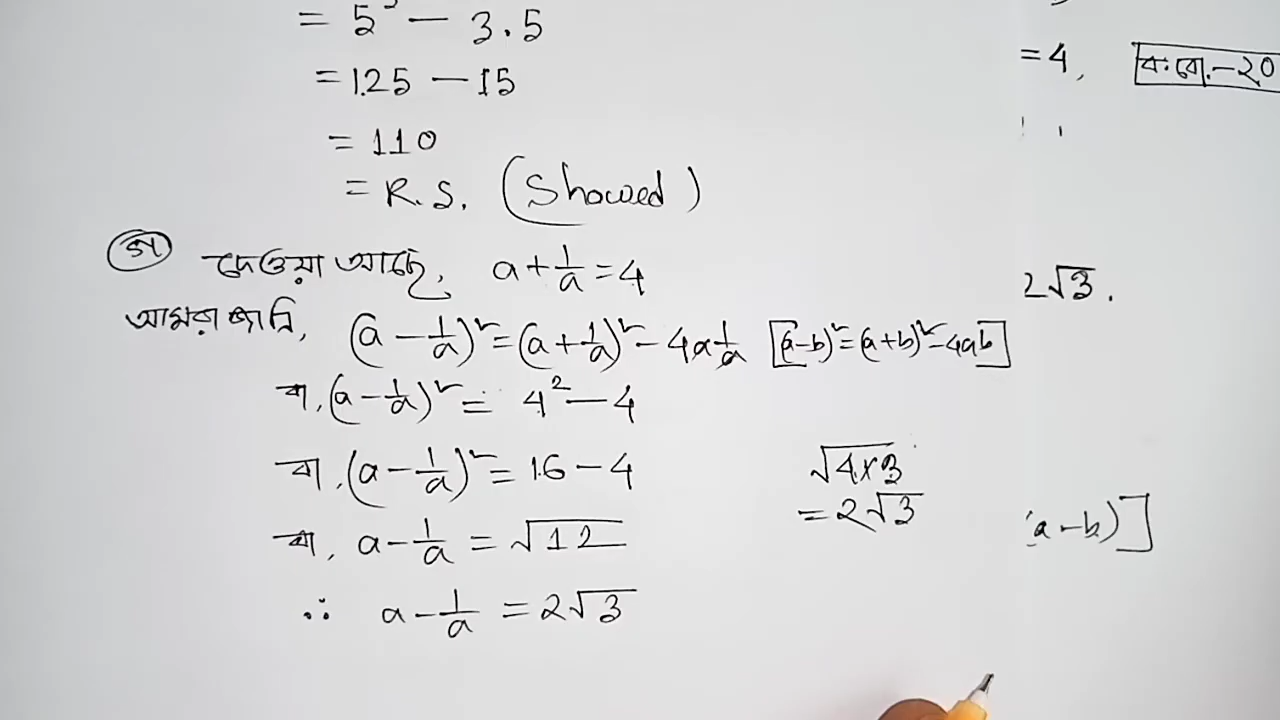 = 5³ − 3.5
= 125 − 15
= 110
= R.S. (Showed)
দেওয়া আছে, a + 1/a = 4
আমরা জানি, (a − 1/a)² = (a + 1/a)² − 4a 1/a [(a−b)² = (a+b)² − 4ab]
বা, (a − 1/a)² = 4² − 4
বা, (a − 1/a)² = 16 − 4
বা, a − 1/a = √12
∴ a − 1/a = 2√3
√4×3
= 2√3
= 4, ব. বো. − ২০
2√3.
a − b)]